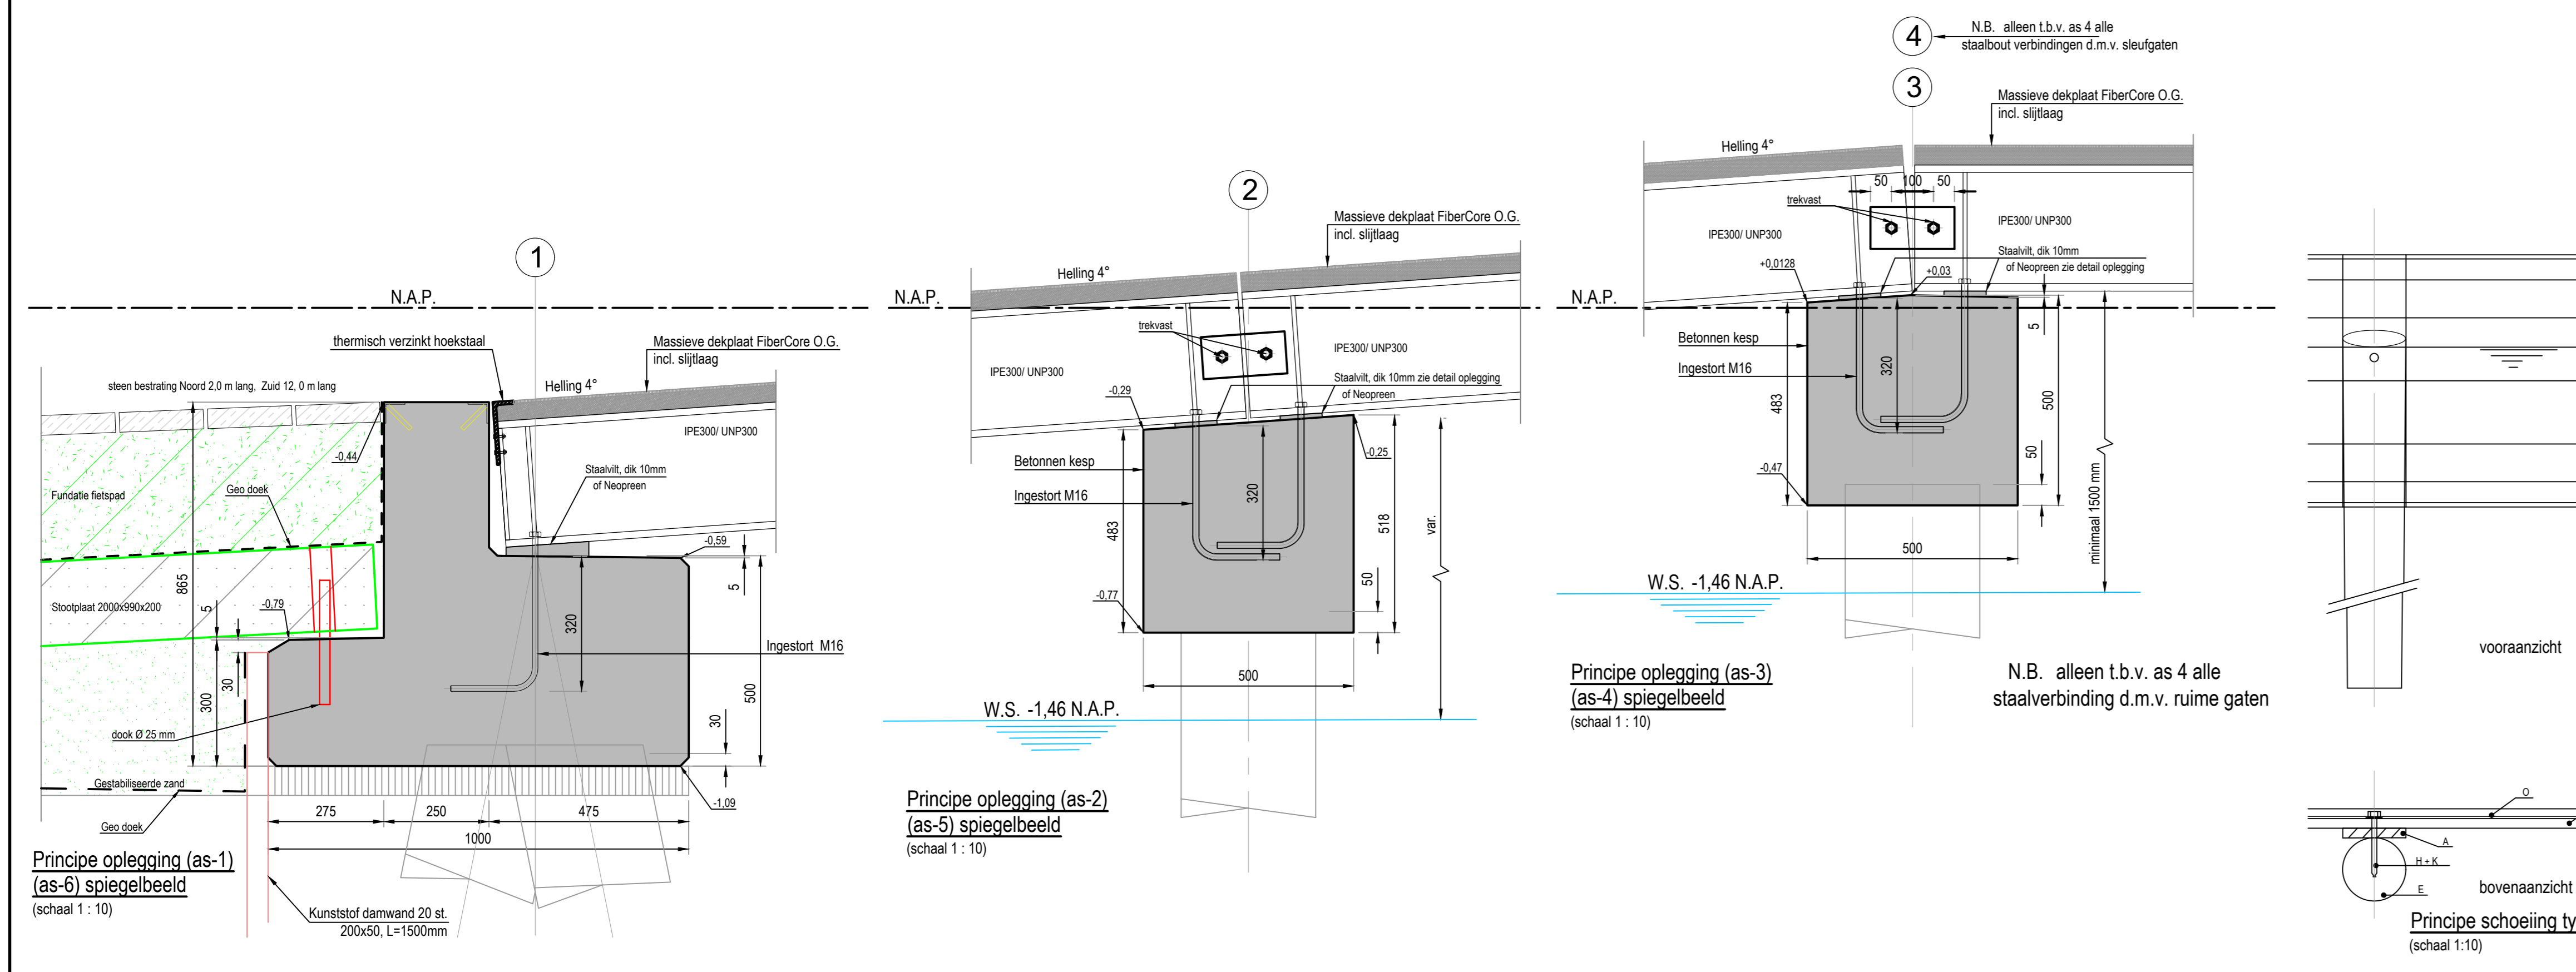 1
N.A.P.
thermisch verzinkt hoekstaal
Massieve dekplaat FiberCore O.G.
incl. slijtlaag
steen bestrating Noord 2,0 m lang, Zuid 12, 0 m lang
Helling 4°
IPE300/ UNP300
-0,44
Staalvilt, dik 10mm
of Neopreen
Fundatie fietspad
Geo doek
-0,59
865
5
5
Stootplaat 2000x990x200
-0,79
320
Ingestort M16
300
30
500
30
dook Ø 25 mm
Gestabiliseerde zand
-1,09
275
250
475
Geo doek
1000
Principe oplegging (as-1)
(as-6) spiegelbeeld
(schaal 1 : 10)
Kunststof damwand 20 st.
200x50, L=1500mm
2
Massieve dekplaat FiberCore O.G.
incl. slijtlaag
Helling 4°
N.A.P.
trekvast
IPE300/ UNP300
IPE300/ UNP300
Staalvilt, dik 10mm zie detail oplegging
of Neopreen
-0,29
-0,25
Betonnen kesp
Ingestort M16
320
483
518
var.
50
-0,77
500
W.S. -1,46 N.A.P.
Principe oplegging (as-2)
(as-5) spiegelbeeld
(schaal 1 : 10)
4
N.B. alleen t.b.v. as 4 alle
staalbout verbindingen d.m.v. sleufgaten
3
Massieve dekplaat FiberCore O.G.
incl. slijtlaag
Helling 4°
50
100
50
trekvast
IPE300/ UNP300
IPE300/ UNP300
Staalvilt, dik 10mm
of Neopreen zie detail oplegging
+0,0128
+0,03
N.A.P.
5
Betonnen kesp
Ingestort M16
320
483
500
50
-0,47
minimaal 1500 mm
500
W.S. -1,46 N.A.P.
Principe oplegging (as-3)
(as-4) spiegelbeeld
(schaal 1 : 10)
N.B. alleen t.b.v. as 4 alle
staalverbinding d.m.v. ruime gaten
vooraanzicht
O
A
H + K
E
bovenaanzicht
Principe schoeiing ty
(schaal 1:10)